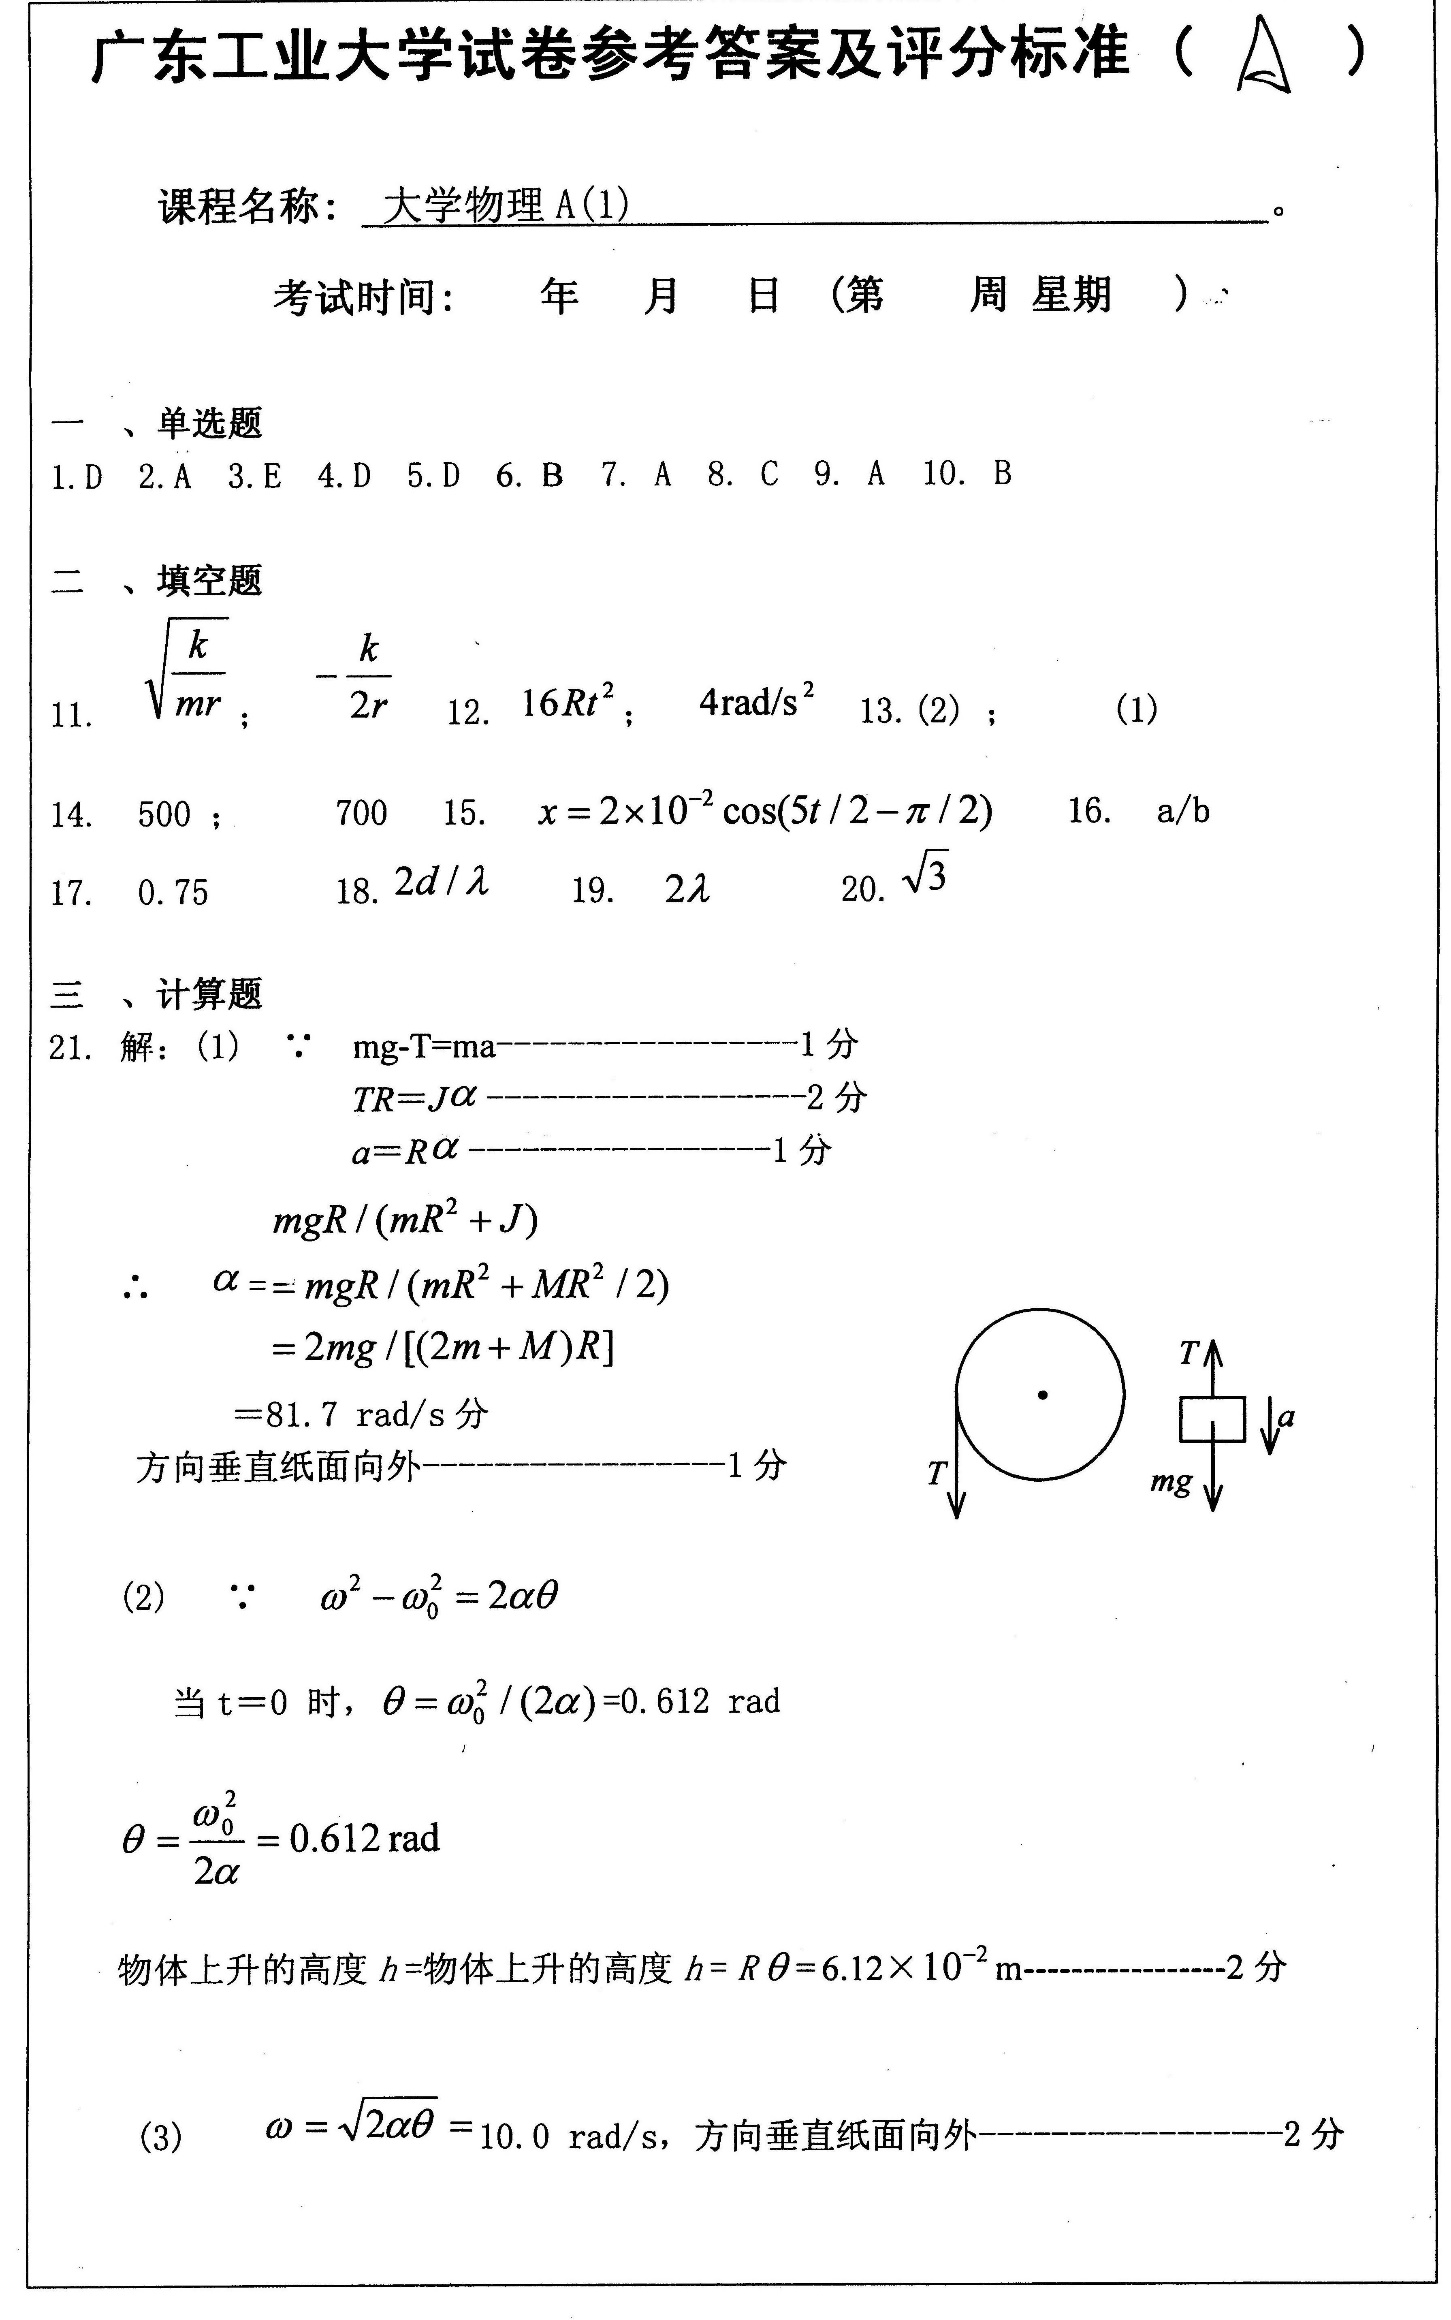 广东工业大学试卷参考答案及评分标准（ A ）
课程名称： 大学物理 A(1) 。
考试时间： 年 月 日 (第 周 星期 )
一 、单选题
1.D 2.A 3.E 4.D 5.D 6. B 7. A 8. C 9. A 10. B
二 、填空题
11. √(k/mr) ； -k/2r 12. 16Rt² ； 4rad/s² 13.(2) ； (1)
14. 500 ； 700 15. x=2×10⁻²cos(5t/2−π/2) 16. a/b
17. 0.75 18. 2d/λ 19. 2λ 20. √3
三 、计算题
21. 解：(1) ∵ mg-T=ma-----------------1 分
TR＝Jα------------------2 分
a＝Rα-----------------1 分
mgR/(mR²+J)
∴ α==mgR/(mR²+MR²/2)
=2mg/[(2m+M)R]
＝81.7 rad/s 分
方向垂直纸面向外-----------------1 分
T
T
a
mg
(2) ∵ ω²−ω₀²=2αθ
当 t＝0 时，θ=ω₀²/(2α)=0.612 rad
θ=ω₀²/2α=0.612 rad
物体上升的高度 h=物体上升的高度 h= Rθ=6.12×10⁻² m-----------------2 分
(3) ω=√(2αθ)=10.0 rad/s，方向垂直纸面向外-----------------2 分